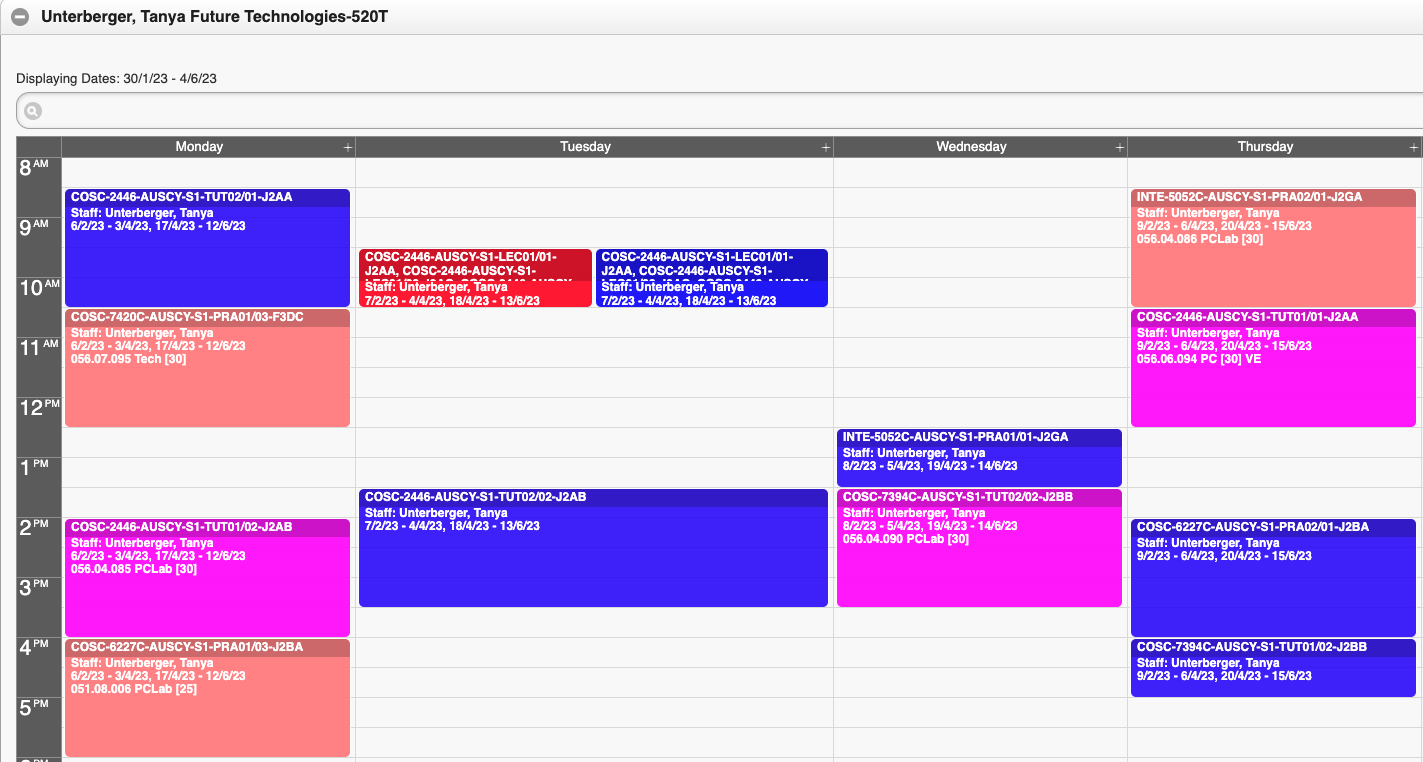 Unterberger, Tanya Future Technologies-520T
Displaying Dates: 30/1/23 - 4/6/23
Monday + Tuesday + Wednesday + Thursday +
8 AM
9 AM
10 AM
11 AM
12 PM
1 PM
2 PM
3 PM
4 PM
5 PM
COSC-2446-AUSCY-S1-TUT02/01-J2AA
Staff: Unterberger, Tanya
6/2/23 - 3/4/23, 17/4/23 - 12/6/23
COSC-7420C-AUSCY-S1-PRA01/03-F3DC
Staff: Unterberger, Tanya
6/2/23 - 3/4/23, 17/4/23 - 12/6/23
056.07.095 Tech [30]
COSC-2446-AUSCY-S1-TUT01/02-J2AB
Staff: Unterberger, Tanya
6/2/23 - 3/4/23, 17/4/23 - 12/6/23
056.04.085 PCLab [30]
COSC-6227C-AUSCY-S1-PRA01/03-J2BA
Staff: Unterberger, Tanya
6/2/23 - 3/4/23, 17/4/23 - 12/6/23
051.08.006 PCLab [25]
COSC-2446-AUSCY-S1-LEC01/01-
J2AA, COSC-2446-AUSCY-S1-
Staff: Unterberger, Tanya
7/2/23 - 4/4/23, 18/4/23 - 13/6/23
COSC-2446-AUSCY-S1-LEC01/01-
J2AA, COSC-2446-AUSCY-S1-
Staff: Unterberger, Tanya
7/2/23 - 4/4/23, 18/4/23 - 13/6/23
COSC-2446-AUSCY-S1-TUT02/02-J2AB
Staff: Unterberger, Tanya
7/2/23 - 4/4/23, 18/4/23 - 13/6/23
INTE-5052C-AUSCY-S1-PRA01/01-J2GA
Staff: Unterberger, Tanya
8/2/23 - 5/4/23, 19/4/23 - 14/6/23
COSC-7394C-AUSCY-S1-TUT02/02-J2BB
Staff: Unterberger, Tanya
8/2/23 - 5/4/23, 19/4/23 - 14/6/23
056.04.090 PCLab [30]
INTE-5052C-AUSCY-S1-PRA02/01-J2GA
Staff: Unterberger, Tanya
9/2/23 - 6/4/23, 20/4/23 - 15/6/23
056.04.086 PCLab [30]
COSC-2446-AUSCY-S1-TUT01/01-J2AA
Staff: Unterberger, Tanya
9/2/23 - 6/4/23, 20/4/23 - 15/6/23
056.06.094 PC [30] VE
COSC-6227C-AUSCY-S1-PRA02/01-J2BA
Staff: Unterberger, Tanya
9/2/23 - 6/4/23, 20/4/23 - 15/6/23
COSC-7394C-AUSCY-S1-TUT01/02-J2BB
Staff: Unterberger, Tanya
9/2/23 - 6/4/23, 20/4/23 - 15/6/23